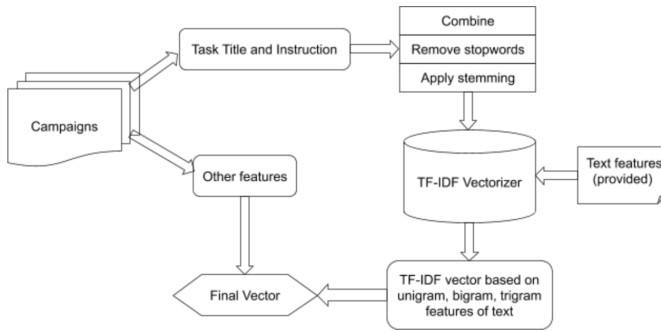 Combine
Task Title and Instruction
Remove stopwords
Apply stemming
Campaigns
Other features
TF-IDF Vectorizer
Text features
(provided)
Final Vector
TF-IDF vector based on
unigram, bigram, trigram
features of text